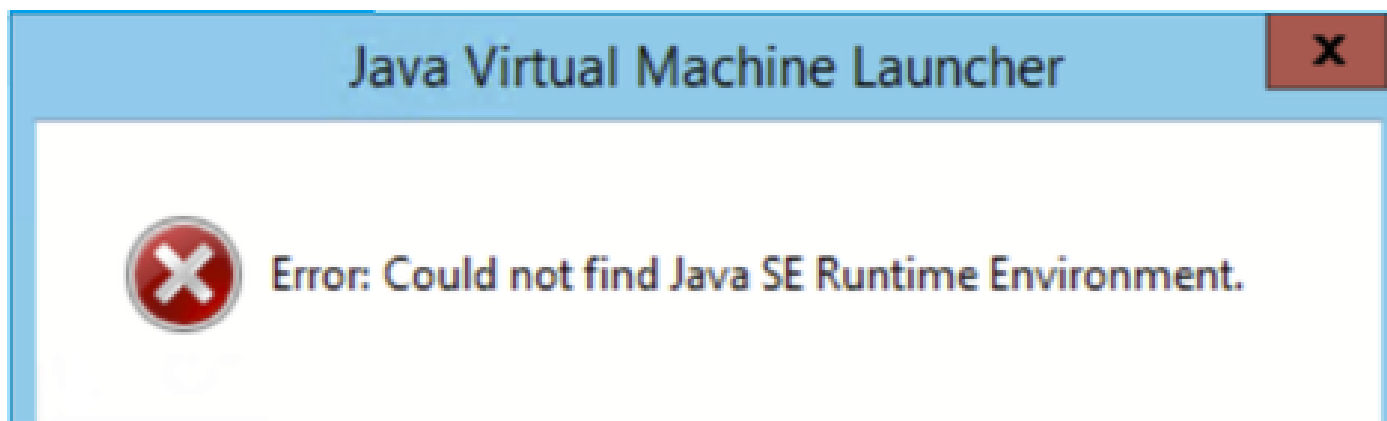 Java Virtual Machine Launcher
x
Error: Could not find Java SE Runtime Environment.